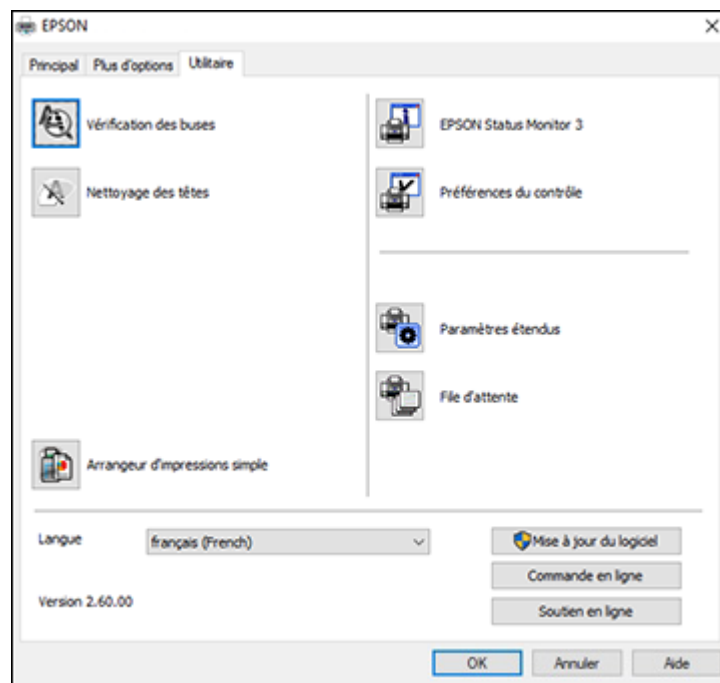 EPSON
Principal Plus d'options Utilitaire
Vérification des buses
Nettoyage des têtes
Arrangeur d'impressions simple
EPSON Status Monitor 3
Préférences du contrôle
Paramètres étendus
File d'attente
Langue français (French)
Version 2.60.00
Mise à jour du logiciel
Commande en ligne
Soutien en ligne
OK Annuler Aide